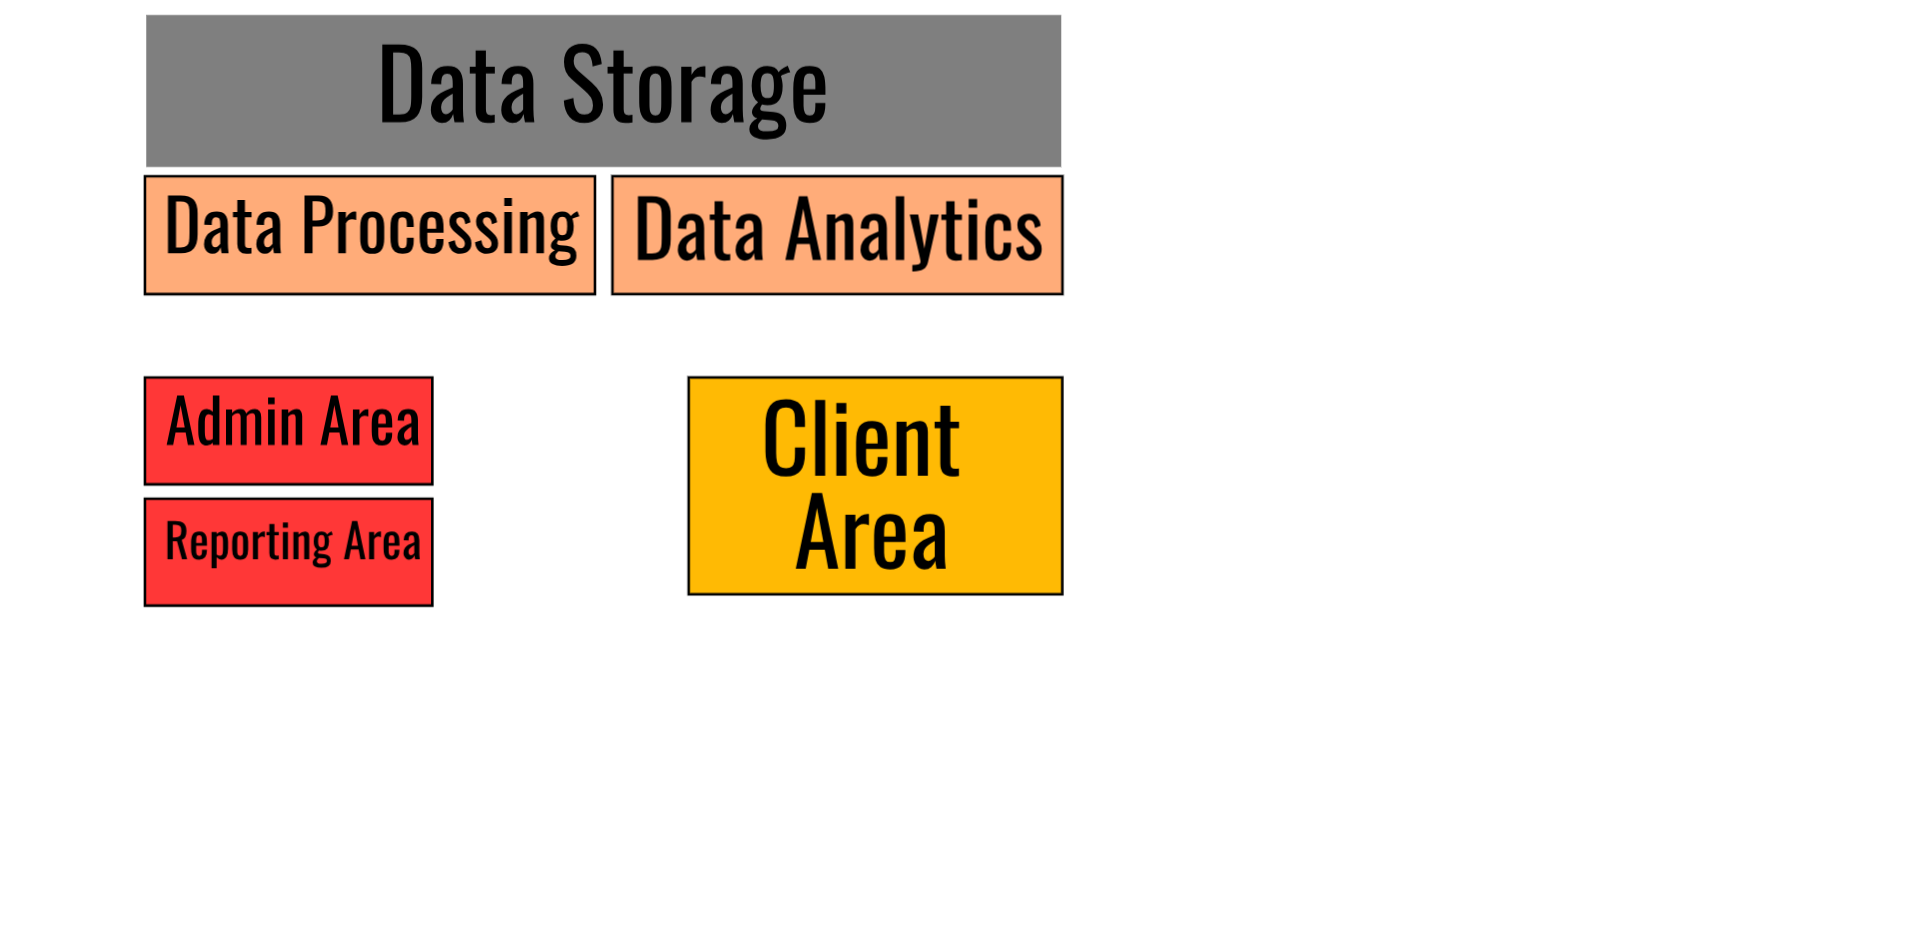 Data Storage
Data Processing
Data Analytics
Admin Area
Reporting Area
Client
Area